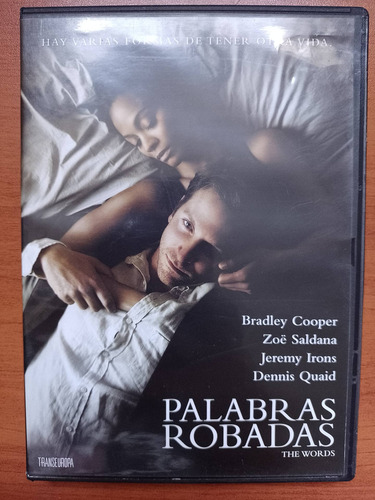 HAY VARIAS FORMAS DE TENER OTRA VIDA
Bradley Cooper
Zoë Saldana
Jeremy Irons
Dennis Quaid
PALABRAS
ROBADAS
THE WORDS
TRANSEUROPA